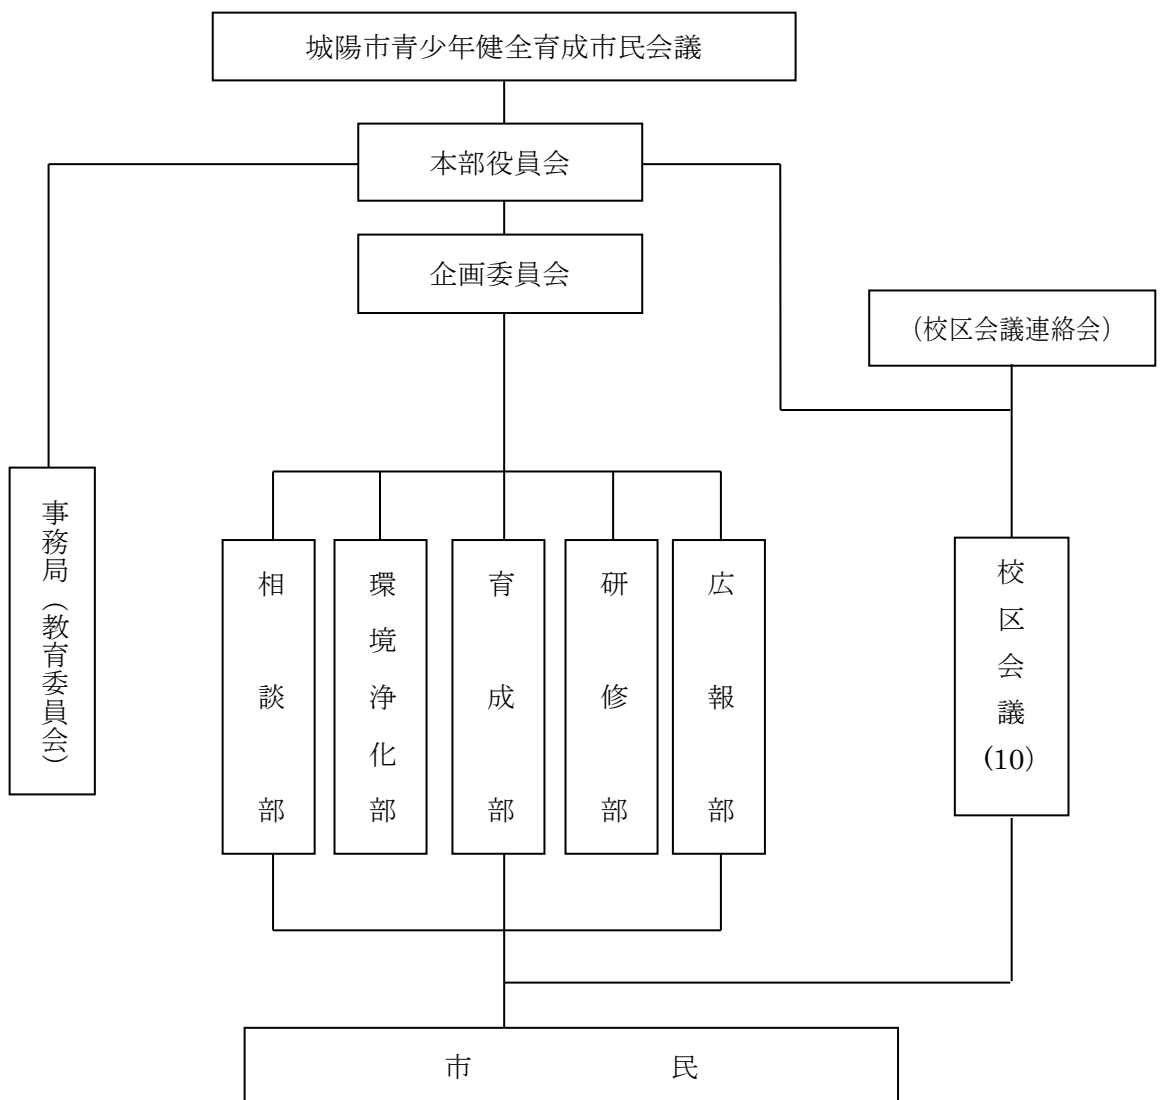 城陽市青少年健全育成市民会議
本部役員会
企画委員会
(校区会議連絡会)
事務局(教育委員会)
相談部
環境浄化部
育成部
研修部
広報部
校区会議(10)
市民